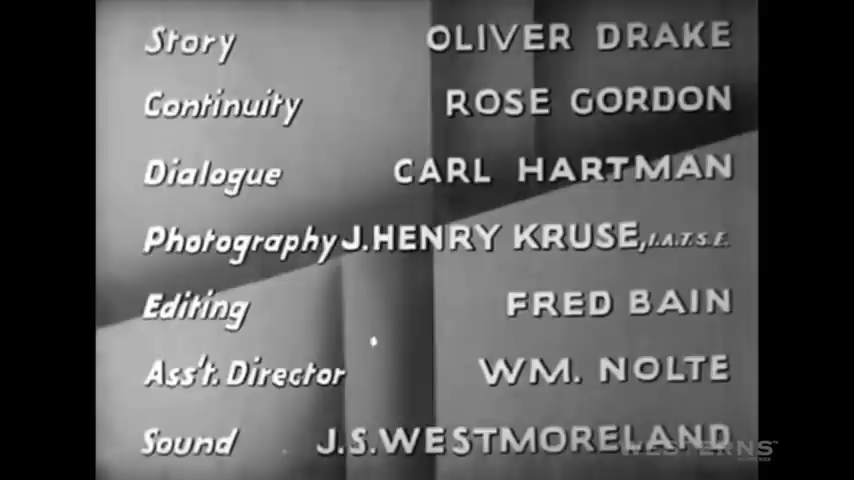 Story OLIVER DRAKE
Continuity ROSE GORDON
Dialogue CARL HARTMAN
Photography J. HENRY KRUSE, I.A.T.S.E.
Editing FRED BAIN
Ass't. Director WM. NOLTE
Sound J.S. WESTMORELAND
WESTERNS